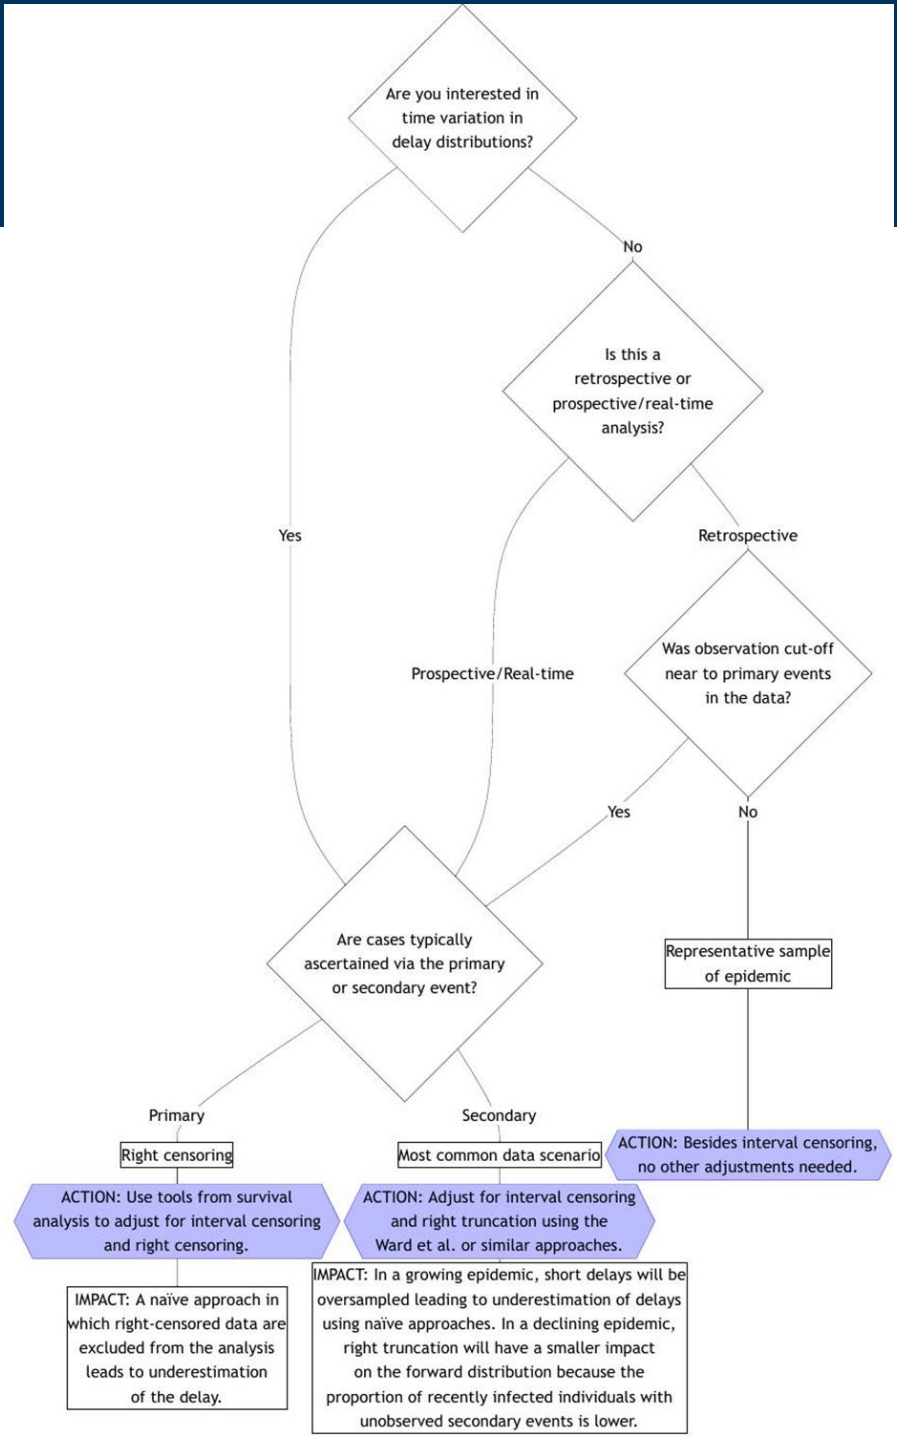 Are you interested in
time variation in
delay distributions?
No
Is this a
retrospective or
prospective/real-time
analysis?
Yes
Retrospective
Was observation cut-off
near to primary events
in the data?
Prospective/Real-time
Yes
No
Are cases typically
ascertained via the primary
or secondary event?
Representative sample
of epidemic
Primary
Secondary
Right censoring
Most common data scenario
ACTION: Besides interval censoring,
no other adjustments needed.
ACTION: Use tools from survival
analysis to adjust for interval censoring
and right censoring.
ACTION: Adjust for interval censoring
and right truncation using the
Ward et al. or similar approaches.
IMPACT: A naïve approach in
which right-censored data are
excluded from the analysis
leads to underestimation
of the delay.
IMPACT: In a growing epidemic, short delays will be
oversampled leading to underestimation of delays
using naïve approaches. In a declining epidemic,
right truncation will have a smaller impact
on the forward distribution because the
proportion of recently infected individuals with
unobserved secondary events is lower.